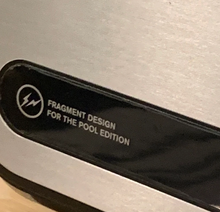 FRAGMENT DESIGN
FOR THE POOL EDITION